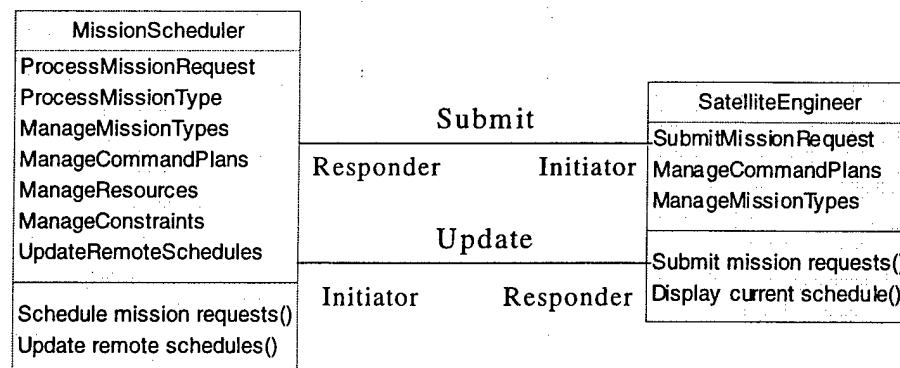 MissionScheduler
ProcessMissionRequest
ProcessMissionType
ManageMissionTypes
ManageCommandPlans
ManageResources
ManageConstraints
UpdateRemoteSchedules
Schedule mission requests()
Update remote schedules()
Submit
Responder
Initiator
Update
Initiator
Responder
SatelliteEngineer
SubmitMissionRequest
ManageCommandPlans
ManageMissionTypes
Submit mission requests()
Display current schedule()